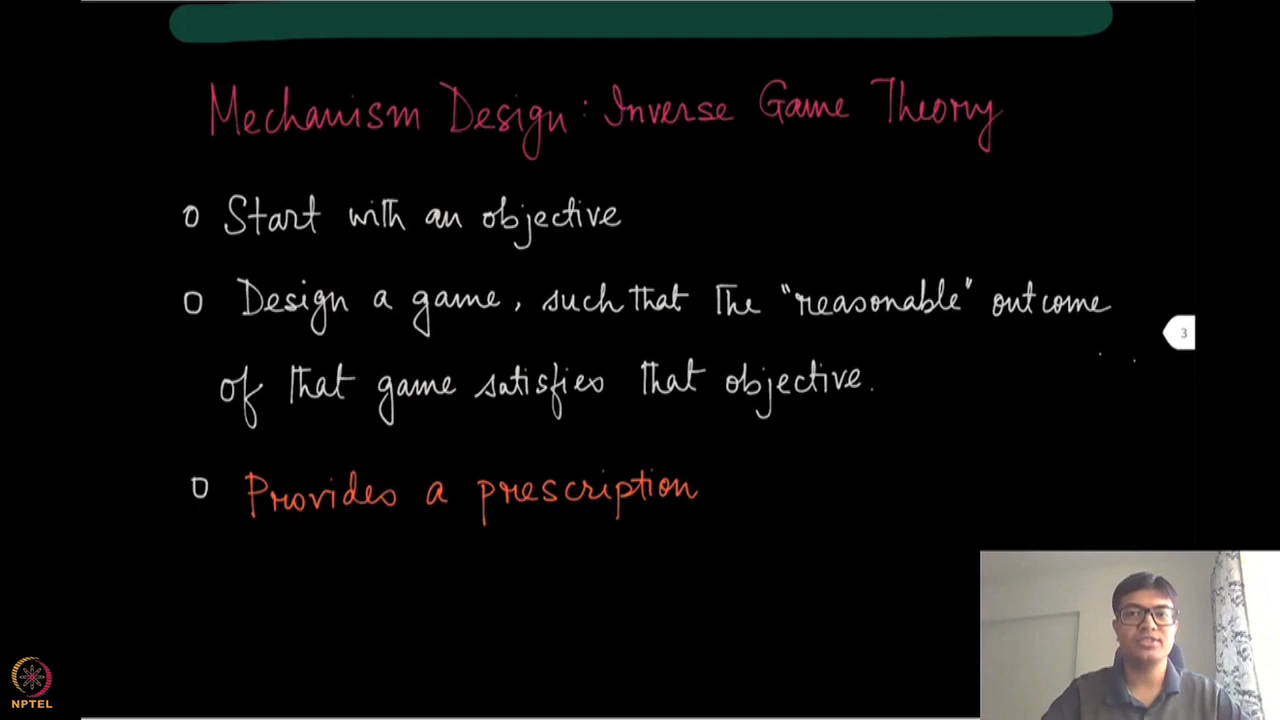 Mechanism Design : Inverse Game Theory
o Start with an objective
o Design a game, such that the "reasonable" outcome
of that game satisfies that objective.
o Provides a prescription
3
NPTEL